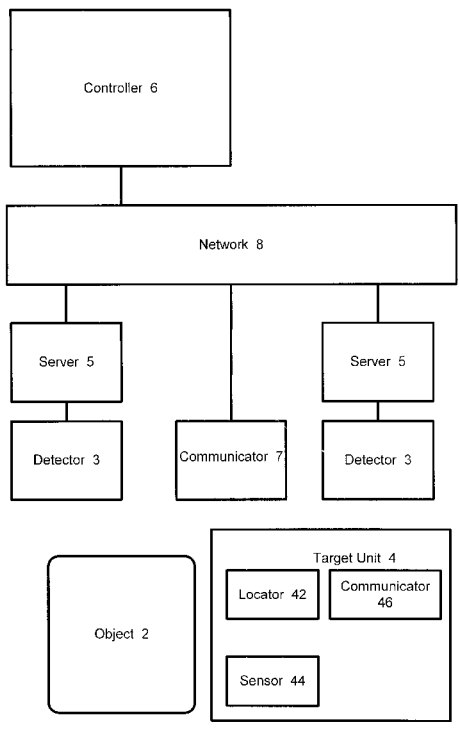 Controller 6
Network 8
Server 5
Server 5
Detector 3
Communicator 7
Detector 3
Target Unit 4
Locator 42
Communicator
46
Object 2
Sensor 44